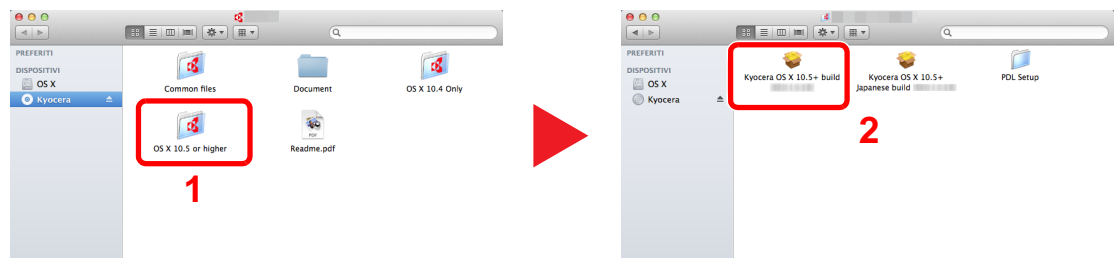 PREFERITI
DISPOSITIVI
OS X
Kyocera
Common files
Document
OS X 10.4 Only
OS X 10.5 or higher
PDF
Readme.pdf
1
PREFERITI
DISPOSITIVI
OS X
Kyocera
Kyocera OS X 10.5+ build
Kyocera OS X 10.5+
Japanese build
PDL Setup
2